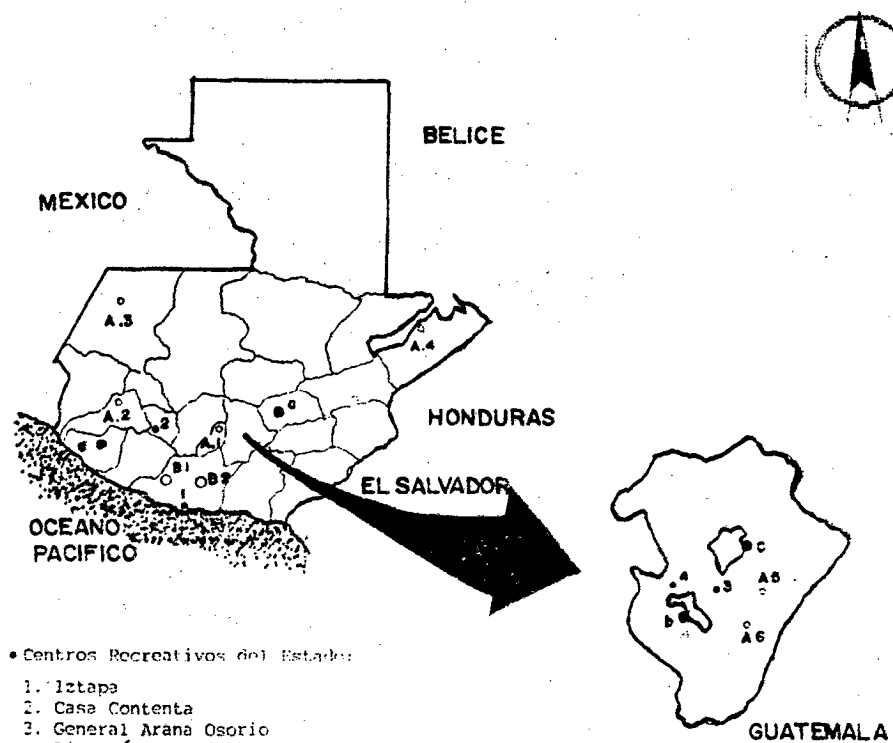 BELICE
MEXICO
A.3
A.4
A.2
2
A.1
C
HONDURAS
B1
B2
1
EL SALVADOR
OCEANO
PACIFICO
C
4
3
A5
b
A6
• Centros Recreativos del Estado:
1. Iztapa
2. Casa Contenta
3. General Arana Osorio
GUATEMALA